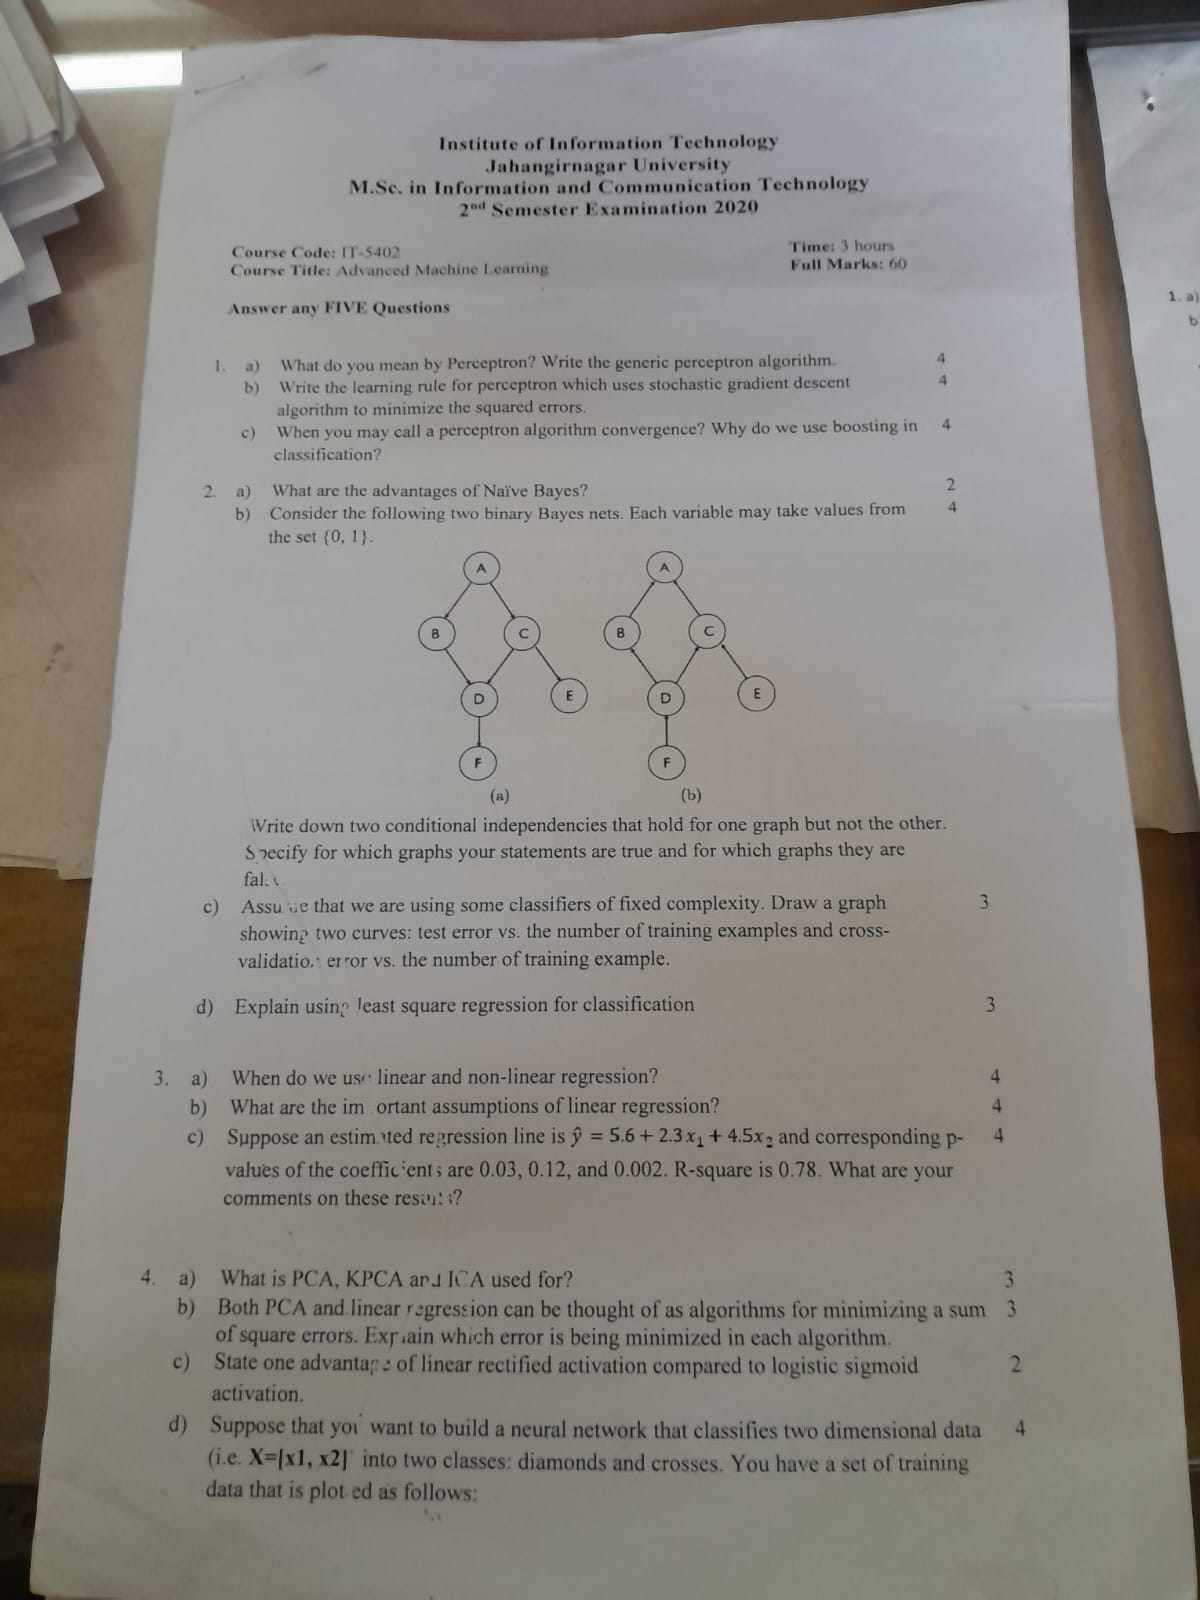 Institute of Information Technology
Jahangirnagar University
M.Sc. in Information and Communication Technology
2nd Semester Examination 2020
Course Code: IT-5402
Time: 3 hours
Course Title: Advanced Machine Learning
Full Marks: 60
Answer any FIVE Questions
1. a) What do you mean by Perceptron? Write the generic perceptron algorithm. 4
b) Write the learning rule for perceptron which uses stochastic gradient descent 4
algorithm to minimize the squared errors.
c) When you may call a perceptron algorithm convergence? Why do we use boosting in 4
classification?
2. a) What are the advantages of Naïve Bayes? 2
b) Consider the following two binary Bayes nets. Each variable may take values from 4
the set {0, 1}.
A A
B C B C
D E D E
F F
(a) (b)
Write down two conditional independencies that hold for one graph but not the other.
Specify for which graphs your statements are true and for which graphs they are
c) that we are using some classifiers of fixed complexity. Draw a graph 3
showing two curves: test error vs. the number of training examples and cross-
validation error vs. the number of training example.
d) Explain using least square regression for classification 3
3. a) When do we use linear and non-linear regression? 4
b) What are the important assumptions of linear regression? 4
c) Suppose an estimated regression line is ŷ = 5.6 + 2.3x₁ + 4.5x₂ and corresponding p- 4
values of the coefficients are 0.03, 0.12, and 0.002. R-square is 0.78. What are your
comments on these results?
4. a) What is PCA, KPCA and ICA used for? 3
b) Both PCA and linear regression can be thought of as algorithms for minimizing a sum 3
of square errors. Explain which error is being minimized in each algorithm.
c) State one advantage of linear rectified activation compared to logistic sigmoid 2
activation.
d) Suppose that you want to build a neural network that classifies two dimensional data 4
(i.e. X=[x1, x2] into two classes: diamonds and crosses. You have a set of training
data that is plotted as follows:
1. a)
b